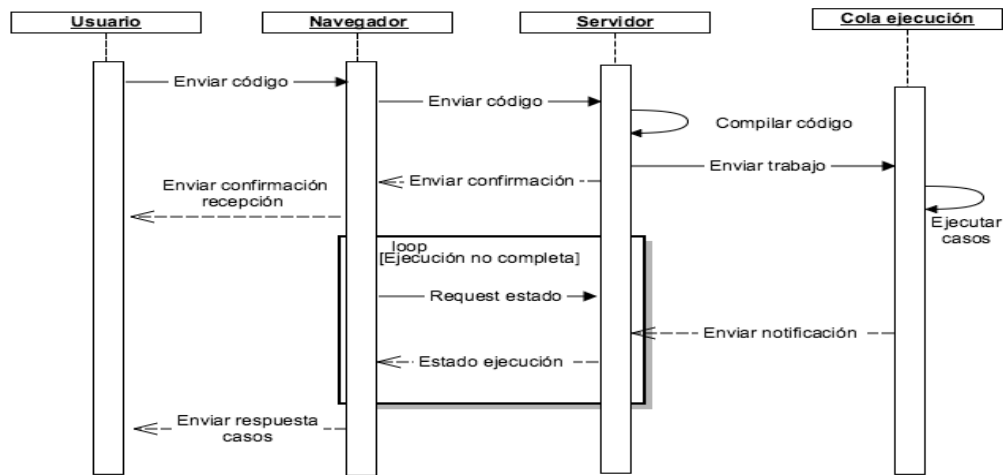 Usuario
Navegador
Servidor
Cola ejecución
Enviar código
Enviar código
Compilar código
Enviar trabajo
Enviar confirmación
Enviar confirmación
recepción
Ejecutar
casos
loop
[Ejecución no completa]
Request estado
Enviar notificación
Estado ejecución
Enviar respuesta
casos